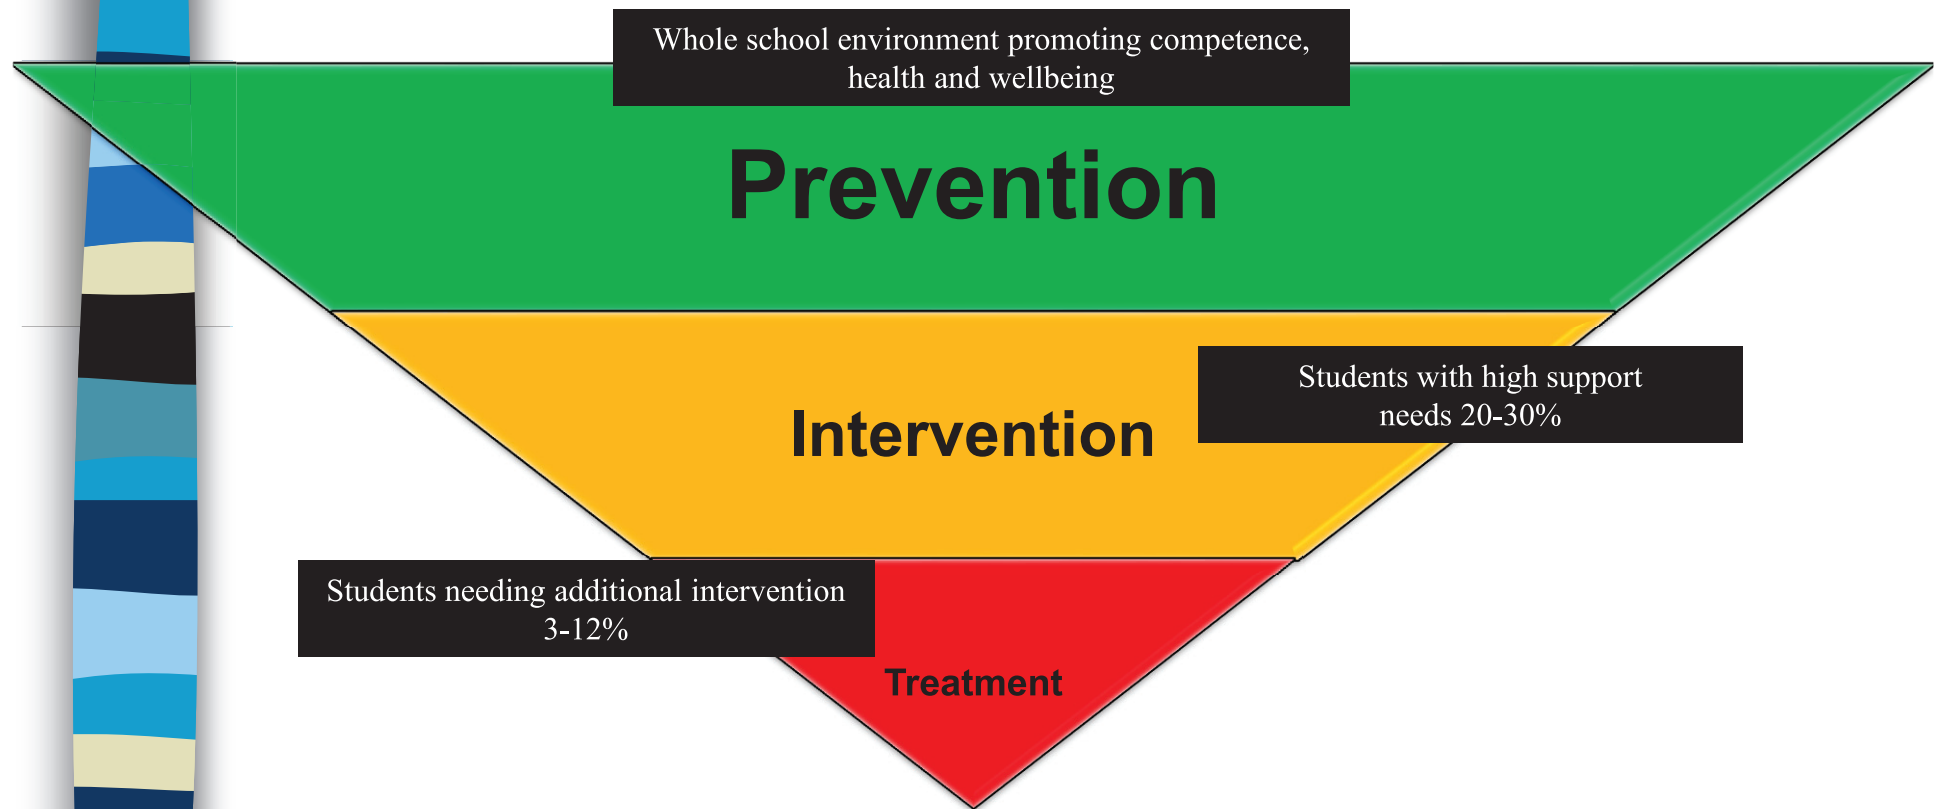 Whole school environment promoting competence,
health and wellbeing
Prevention
Students with high support
needs 20-30%
Intervention
Students needing additional intervention
3-12%
Treatment